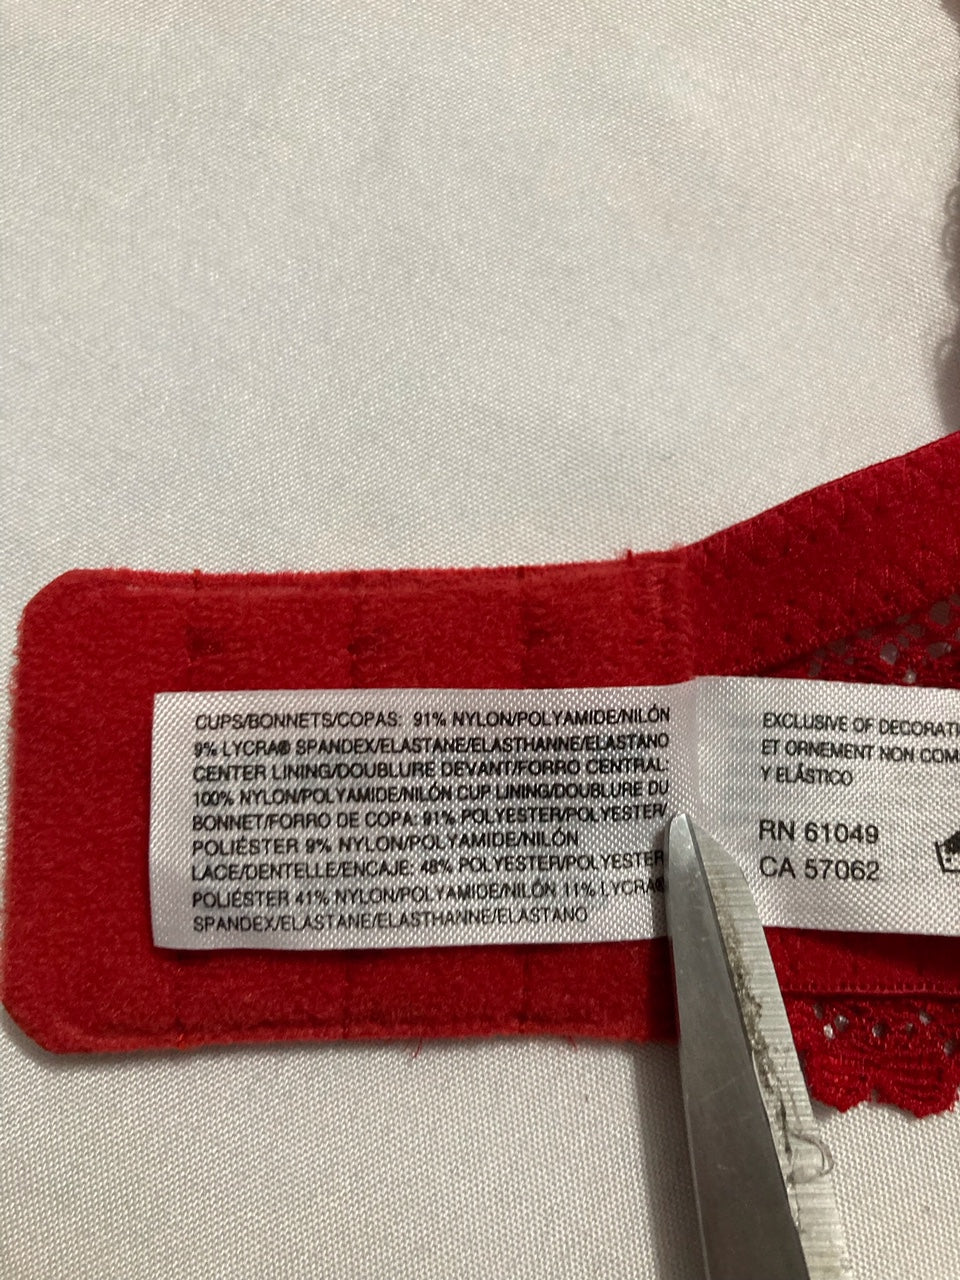 CUPS/BONNETS/COPAS: 91% NYLON/POLYAMIDE/NILÓN
9% LYCRA® SPANDEX/ELASTANE/ELASTHANNE/ELASTANO
CENTER LINING/DOUBLURE DEVANT/FORRO CENTRAL:
100% NYLON/POLYAMIDE/NILÓN CUP LINING/DOUBLURE DU
BONNET/FORRO DE COPA: 91% POLYESTER/POLYESTER/
POLIÉSTER 9% NYLON/POLYAMIDE/NILÓN
LACE/DENTELLE/ENCAJE: 48% POLYESTER/POLYESTER
POLIÉSTER 41% NYLON/POLYAMIDE/NILÓN 11% LYCRA®
SPANDEX/ELASTANE/ELASTHANNE/ELASTANO
EXCLUSIVE OF DECORATI
ET ORNEMENT NON COM
Y ELÁSTICO
RN 61049
CA 57062